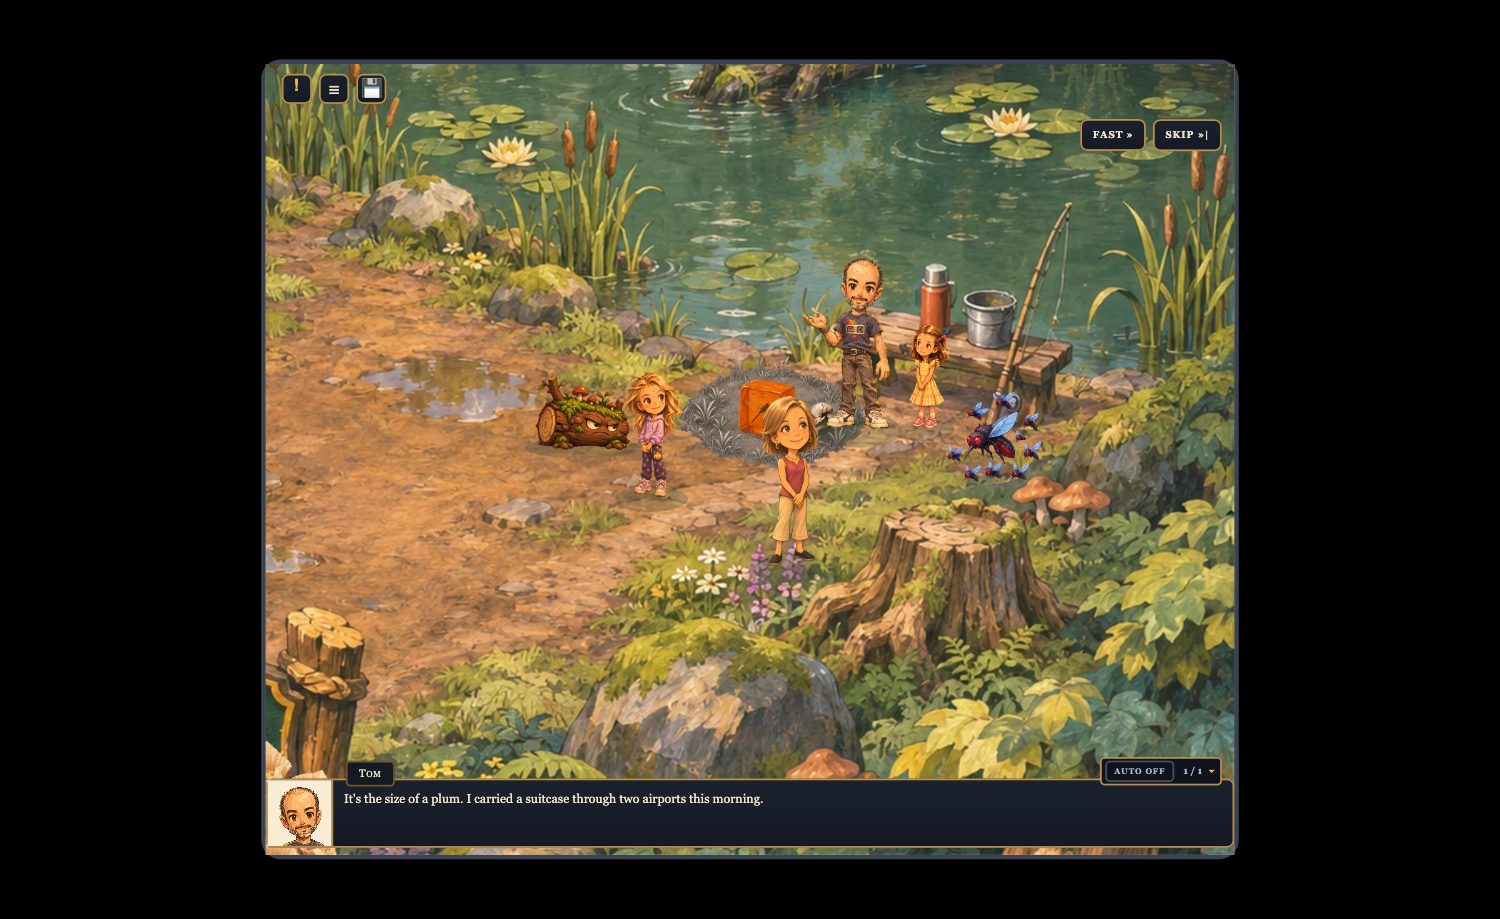 !
FAST »
SKIP »|
TOM
AUTO OFF
1 / 1
It's the size of a plum. I carried a suitcase through two airports this morning.